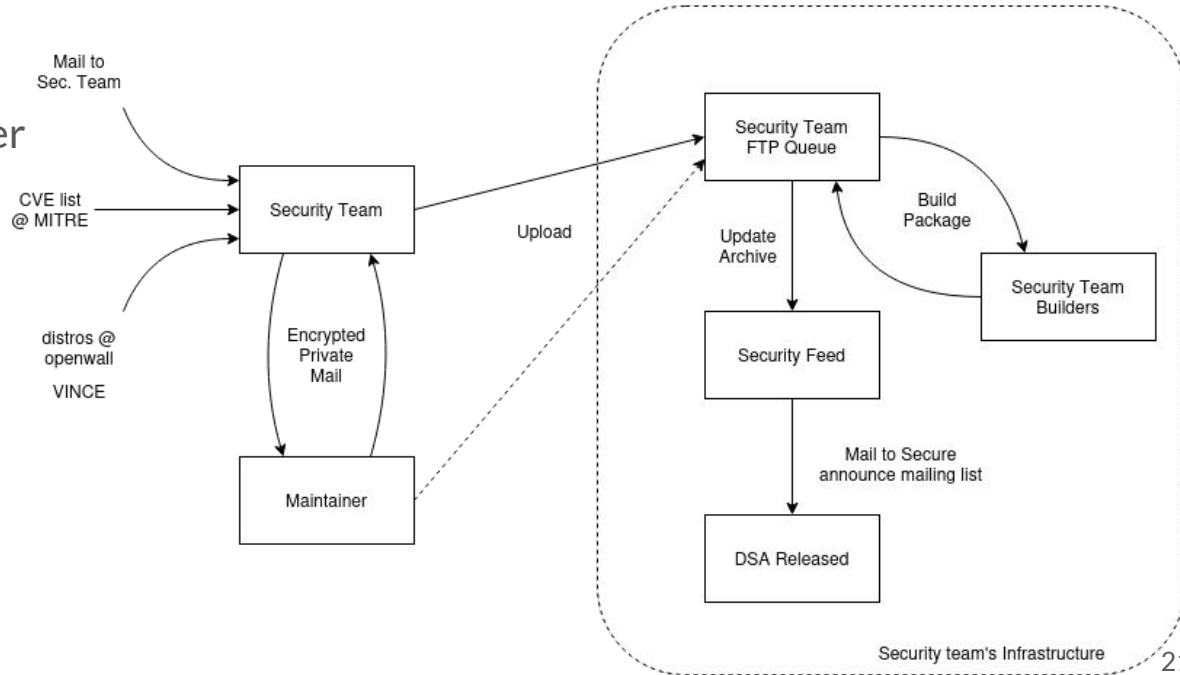 Mail to
Sec. Team
er
CVE list
@ MITRE
Security Team
distros @
openwall
VINCE
Encrypted
Private
Mail
Maintainer
Upload
Security Team
FTP Queue
Build
Package
Update
Archive
Security Team
Builders
Security Feed
Mail to Secure
announce mailing list
DSA Released
Security team's Infrastructure